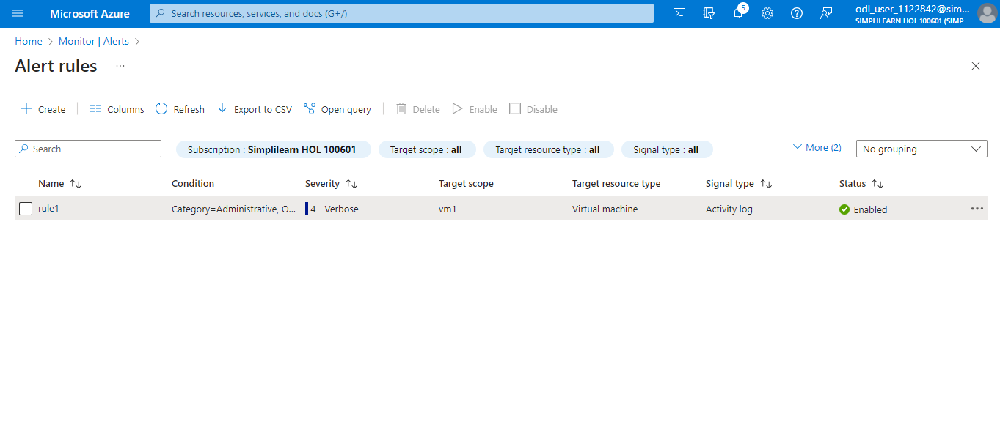 Microsoft Azure
Search resources, services, and docs (G+/)
5
odl_user_1122842@sim...
SIMPLILEARN HOL 100601 (SIMP...
Home > Monitor | Alerts >
Alert rules ...
Create Columns Refresh Export to CSV Open query Delete Enable Disable
Search Subscription : Simplilearn HOL 100601 Target scope : all Target resource type : all Signal type : all More (2) No grouping
Name Condition Severity Target scope Target resource type Signal type Status
rule1 Category=Administrative, O... 4 - Verbose vm1 Virtual machine Activity log Enabled